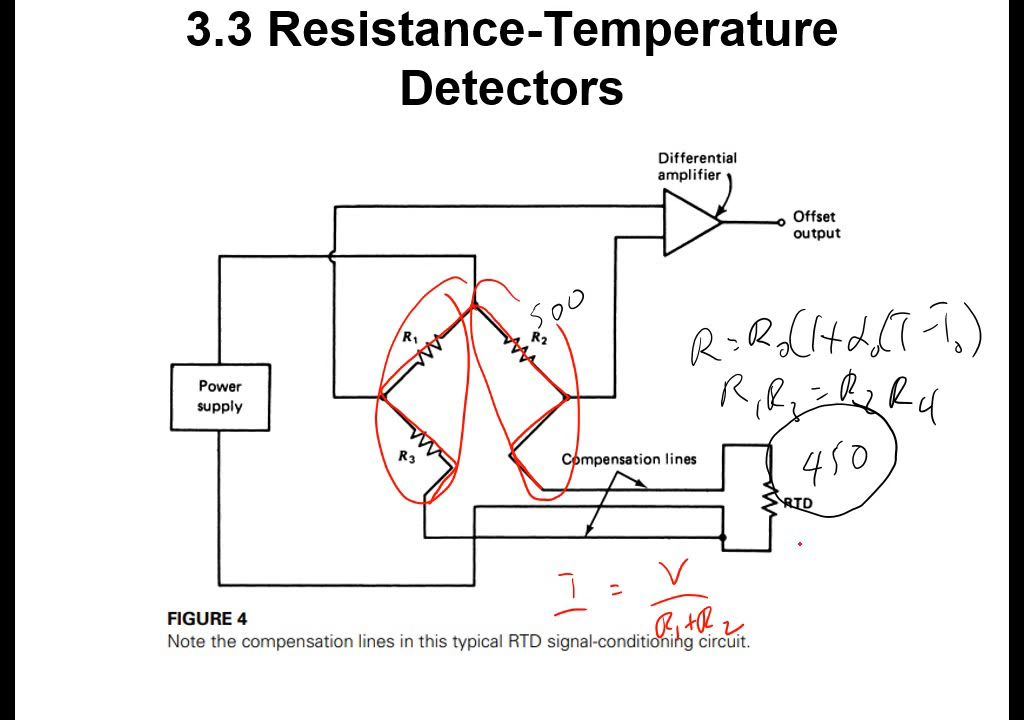 3.3 Resistance-Temperature
Detectors
Differential
amplifier
Offset
output
500
R1
R2
R=R₀(1+α₀(T-T₀)
Power
supply
R3
450
Compensation lines
RTD
I = V
R1+R2
FIGURE 4
Note the compensation lines in this typical RTD signal-conditioning circuit.